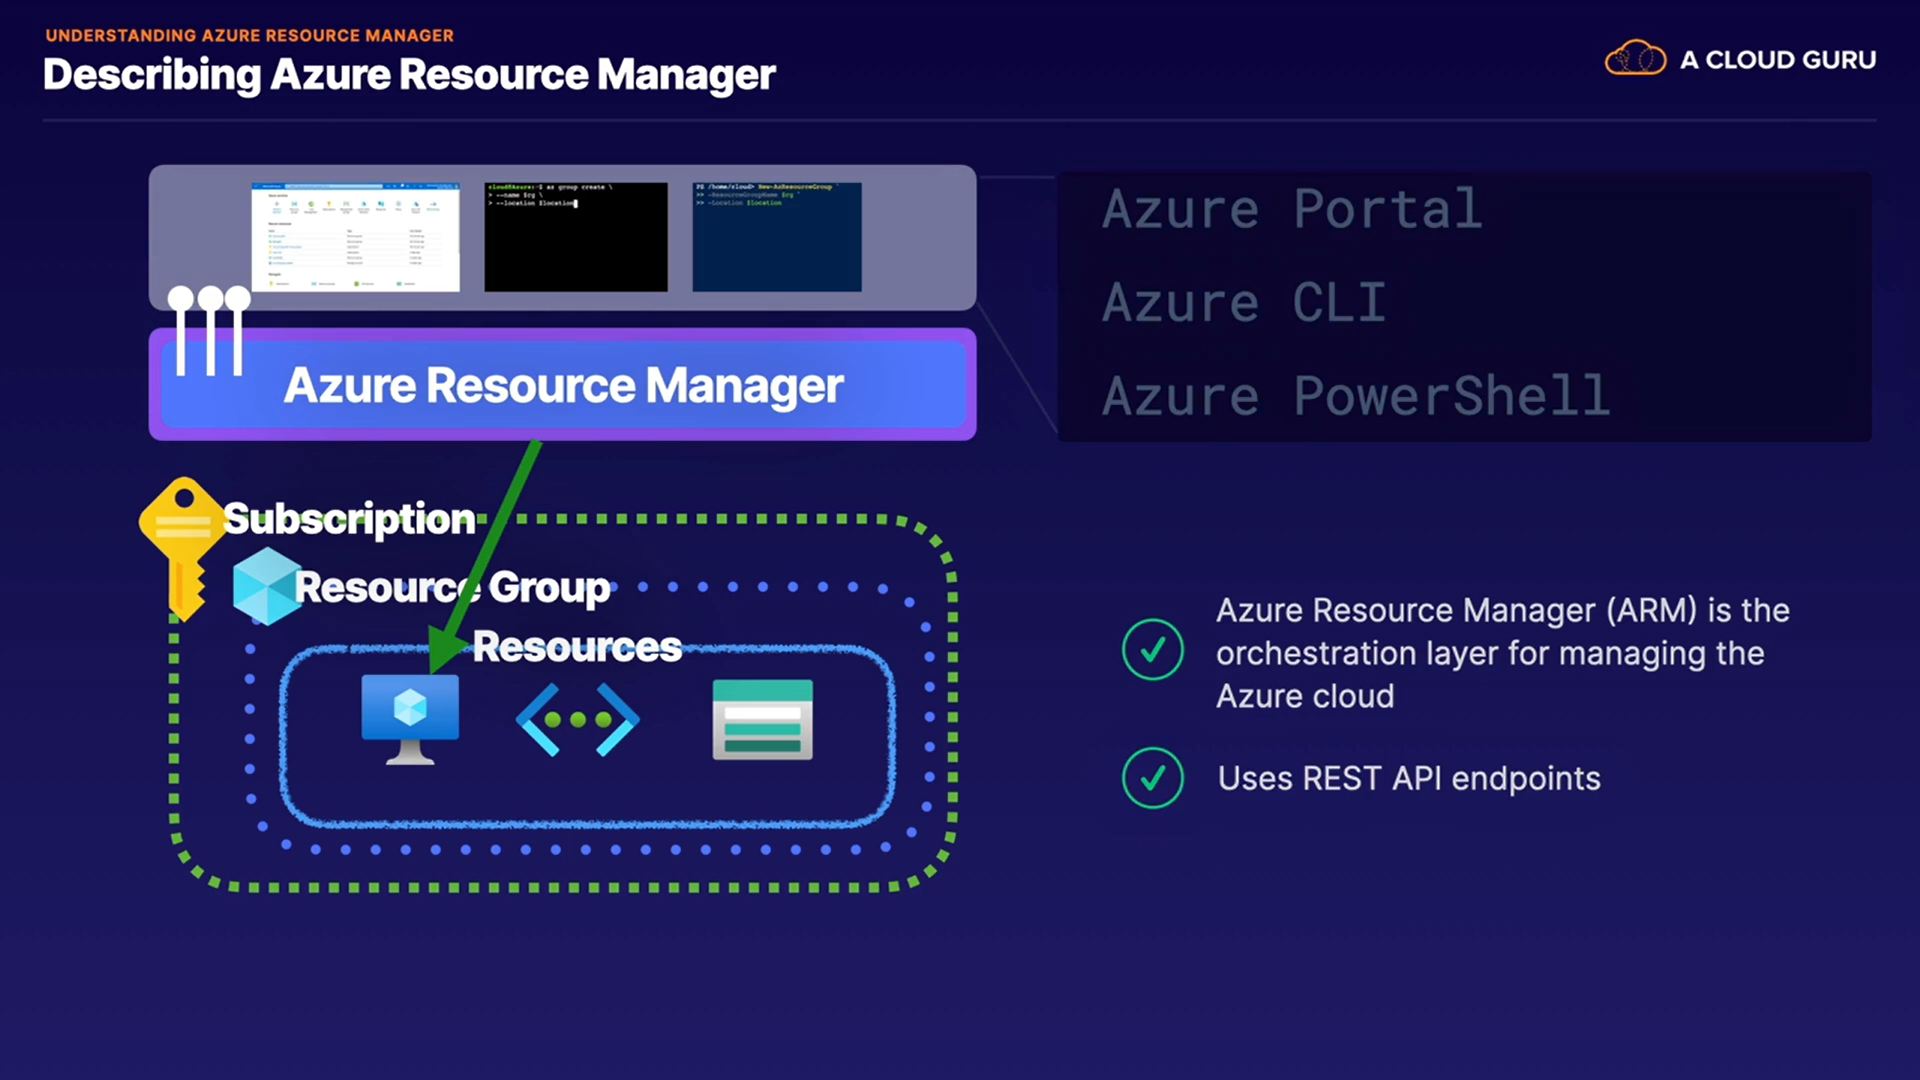 UNDERSTANDING AZURE RESOURCE MANAGER
Describing Azure Resource Manager
A CLOUD GURU
cloud@Azure:~$ az group create \
> --name $rg \
> --location $location
PS /home/cloud> New-AzResourceGroup `
>> -ResourceGroupName $rg `
>> -Location $location
Azure Portal
Azure CLI
Azure PowerShell
Azure Resource Manager
Subscription
Resource Group
Resources
Azure Resource Manager (ARM) is the
orchestration layer for managing the
Azure cloud
Uses REST API endpoints